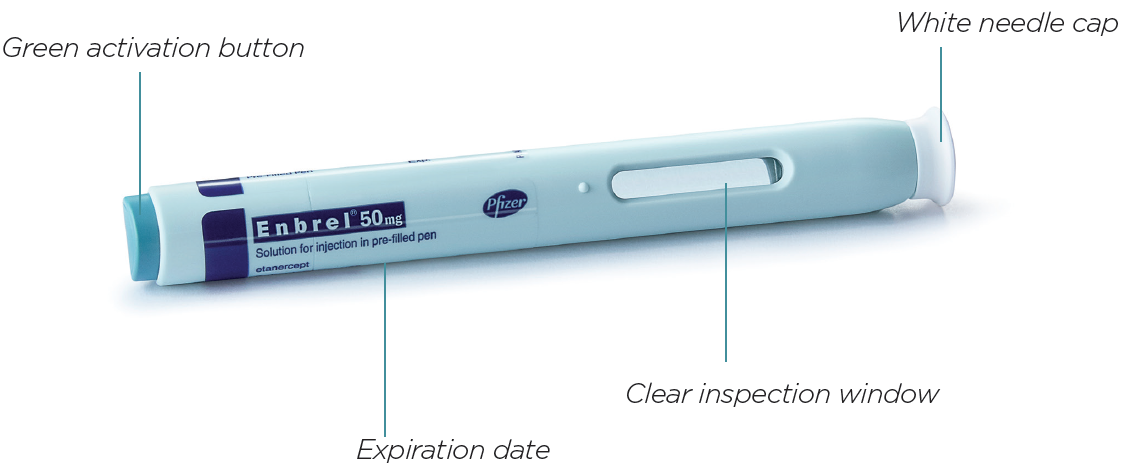 White needle cap
Green activation button
Enbrel® 50mg
Solution for injection in pre-filled pen
etanercept
Pfizer
Clear inspection window
Expiration date